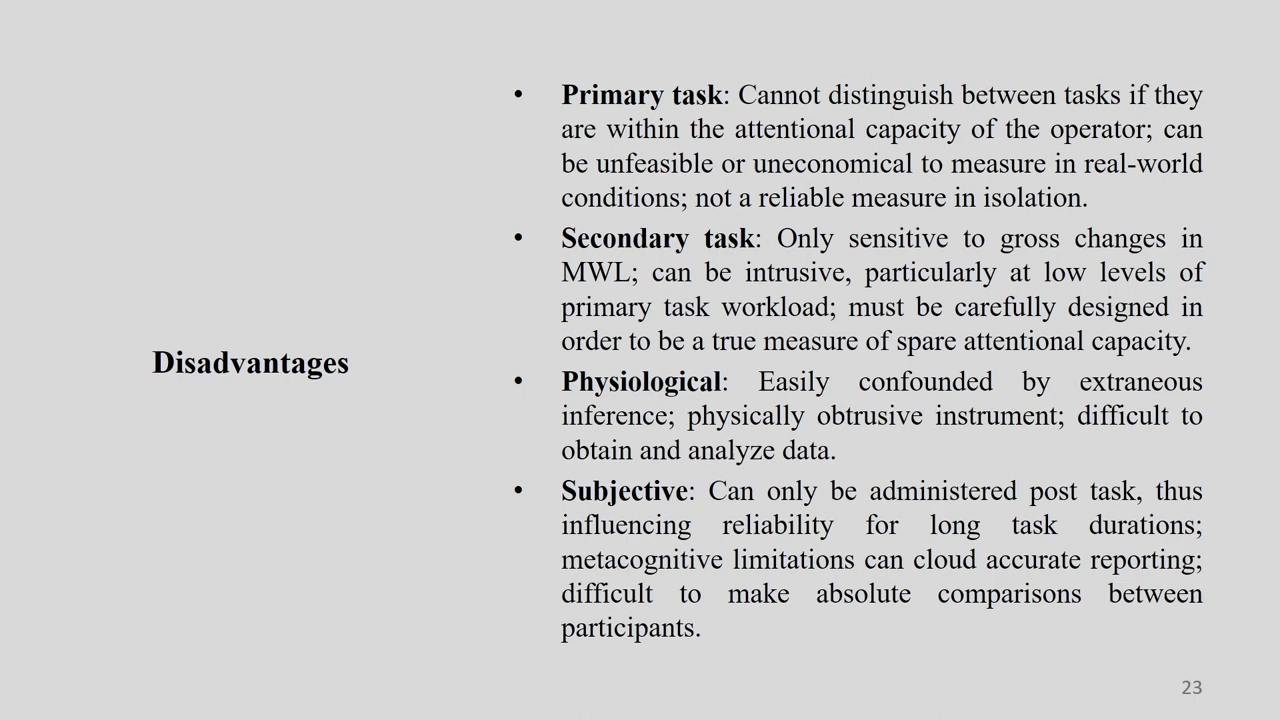 Disadvantages
• Primary task: Cannot distinguish between tasks if they
are within the attentional capacity of the operator; can
be unfeasible or uneconomical to measure in real-world
conditions; not a reliable measure in isolation.
• Secondary task: Only sensitive to gross changes in
MWL; can be intrusive, particularly at low levels of
primary task workload; must be carefully designed in
order to be a true measure of spare attentional capacity.
• Physiological: Easily confounded by extraneous
inference; physically obtrusive instrument; difficult to
obtain and analyze data.
• Subjective: Can only be administered post task, thus
influencing reliability for long task durations;
metacognitive limitations can cloud accurate reporting;
difficult to make absolute comparisons between
participants.
23